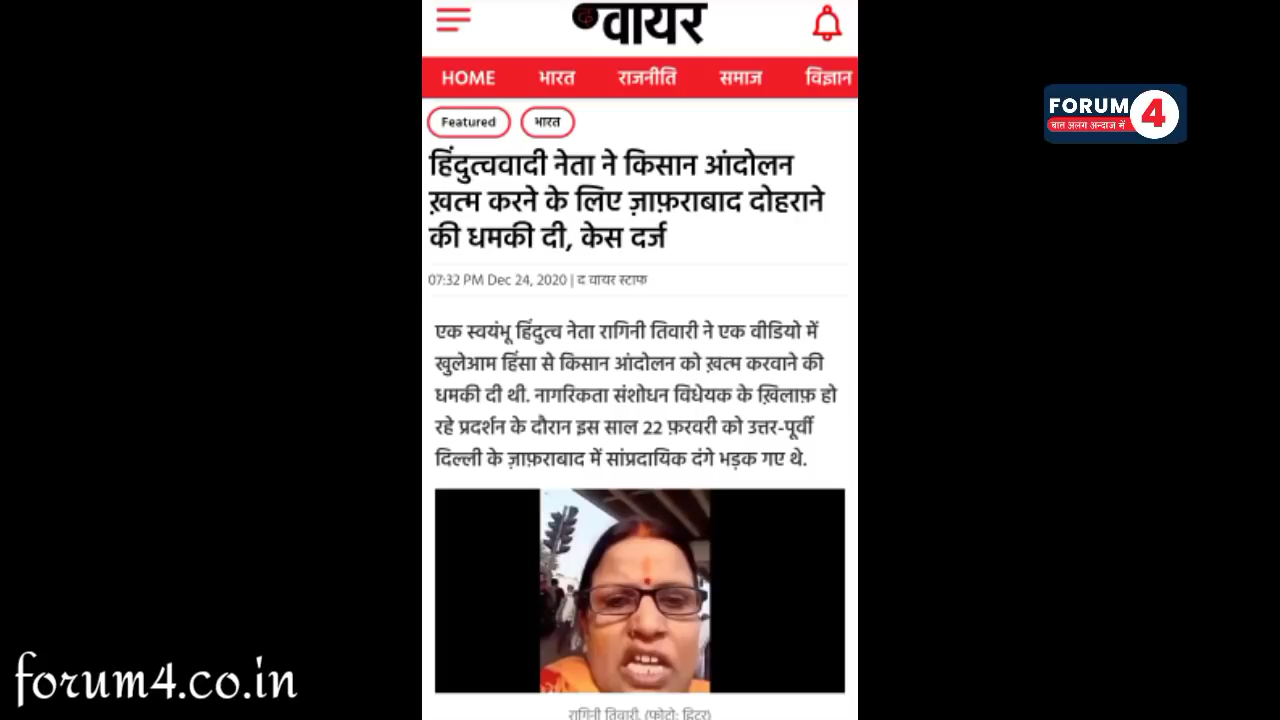 वायर
HOME भारत राजनीति समाज विज्ञान
FORUM 4
बात अलग अन्दाज में
Featured भारत
हिंदुत्ववादी नेता ने किसान आंदोलन
ख़त्म करने के लिए ज़ाफ़राबाद दोहराने
की धमकी दी, केस दर्ज
07:32 PM Dec 24, 2020 | द वायर स्टाफ
एक स्वयंभू हिंदुत्व नेता रागिनी तिवारी ने एक वीडियो में
खुलेआम हिंसा से किसान आंदोलन को ख़त्म करवाने की
धमकी दी थी. नागरिकता संशोधन विधेयक के ख़िलाफ़ हो
रहे प्रदर्शन के दौरान इस साल 22 फ़रवरी को उत्तर-पूर्वी
दिल्ली के ज़ाफ़राबाद में सांप्रदायिक दंगे भड़क गए थे.
रागिनी तिवारी. (फोटो:
forum4.co.in